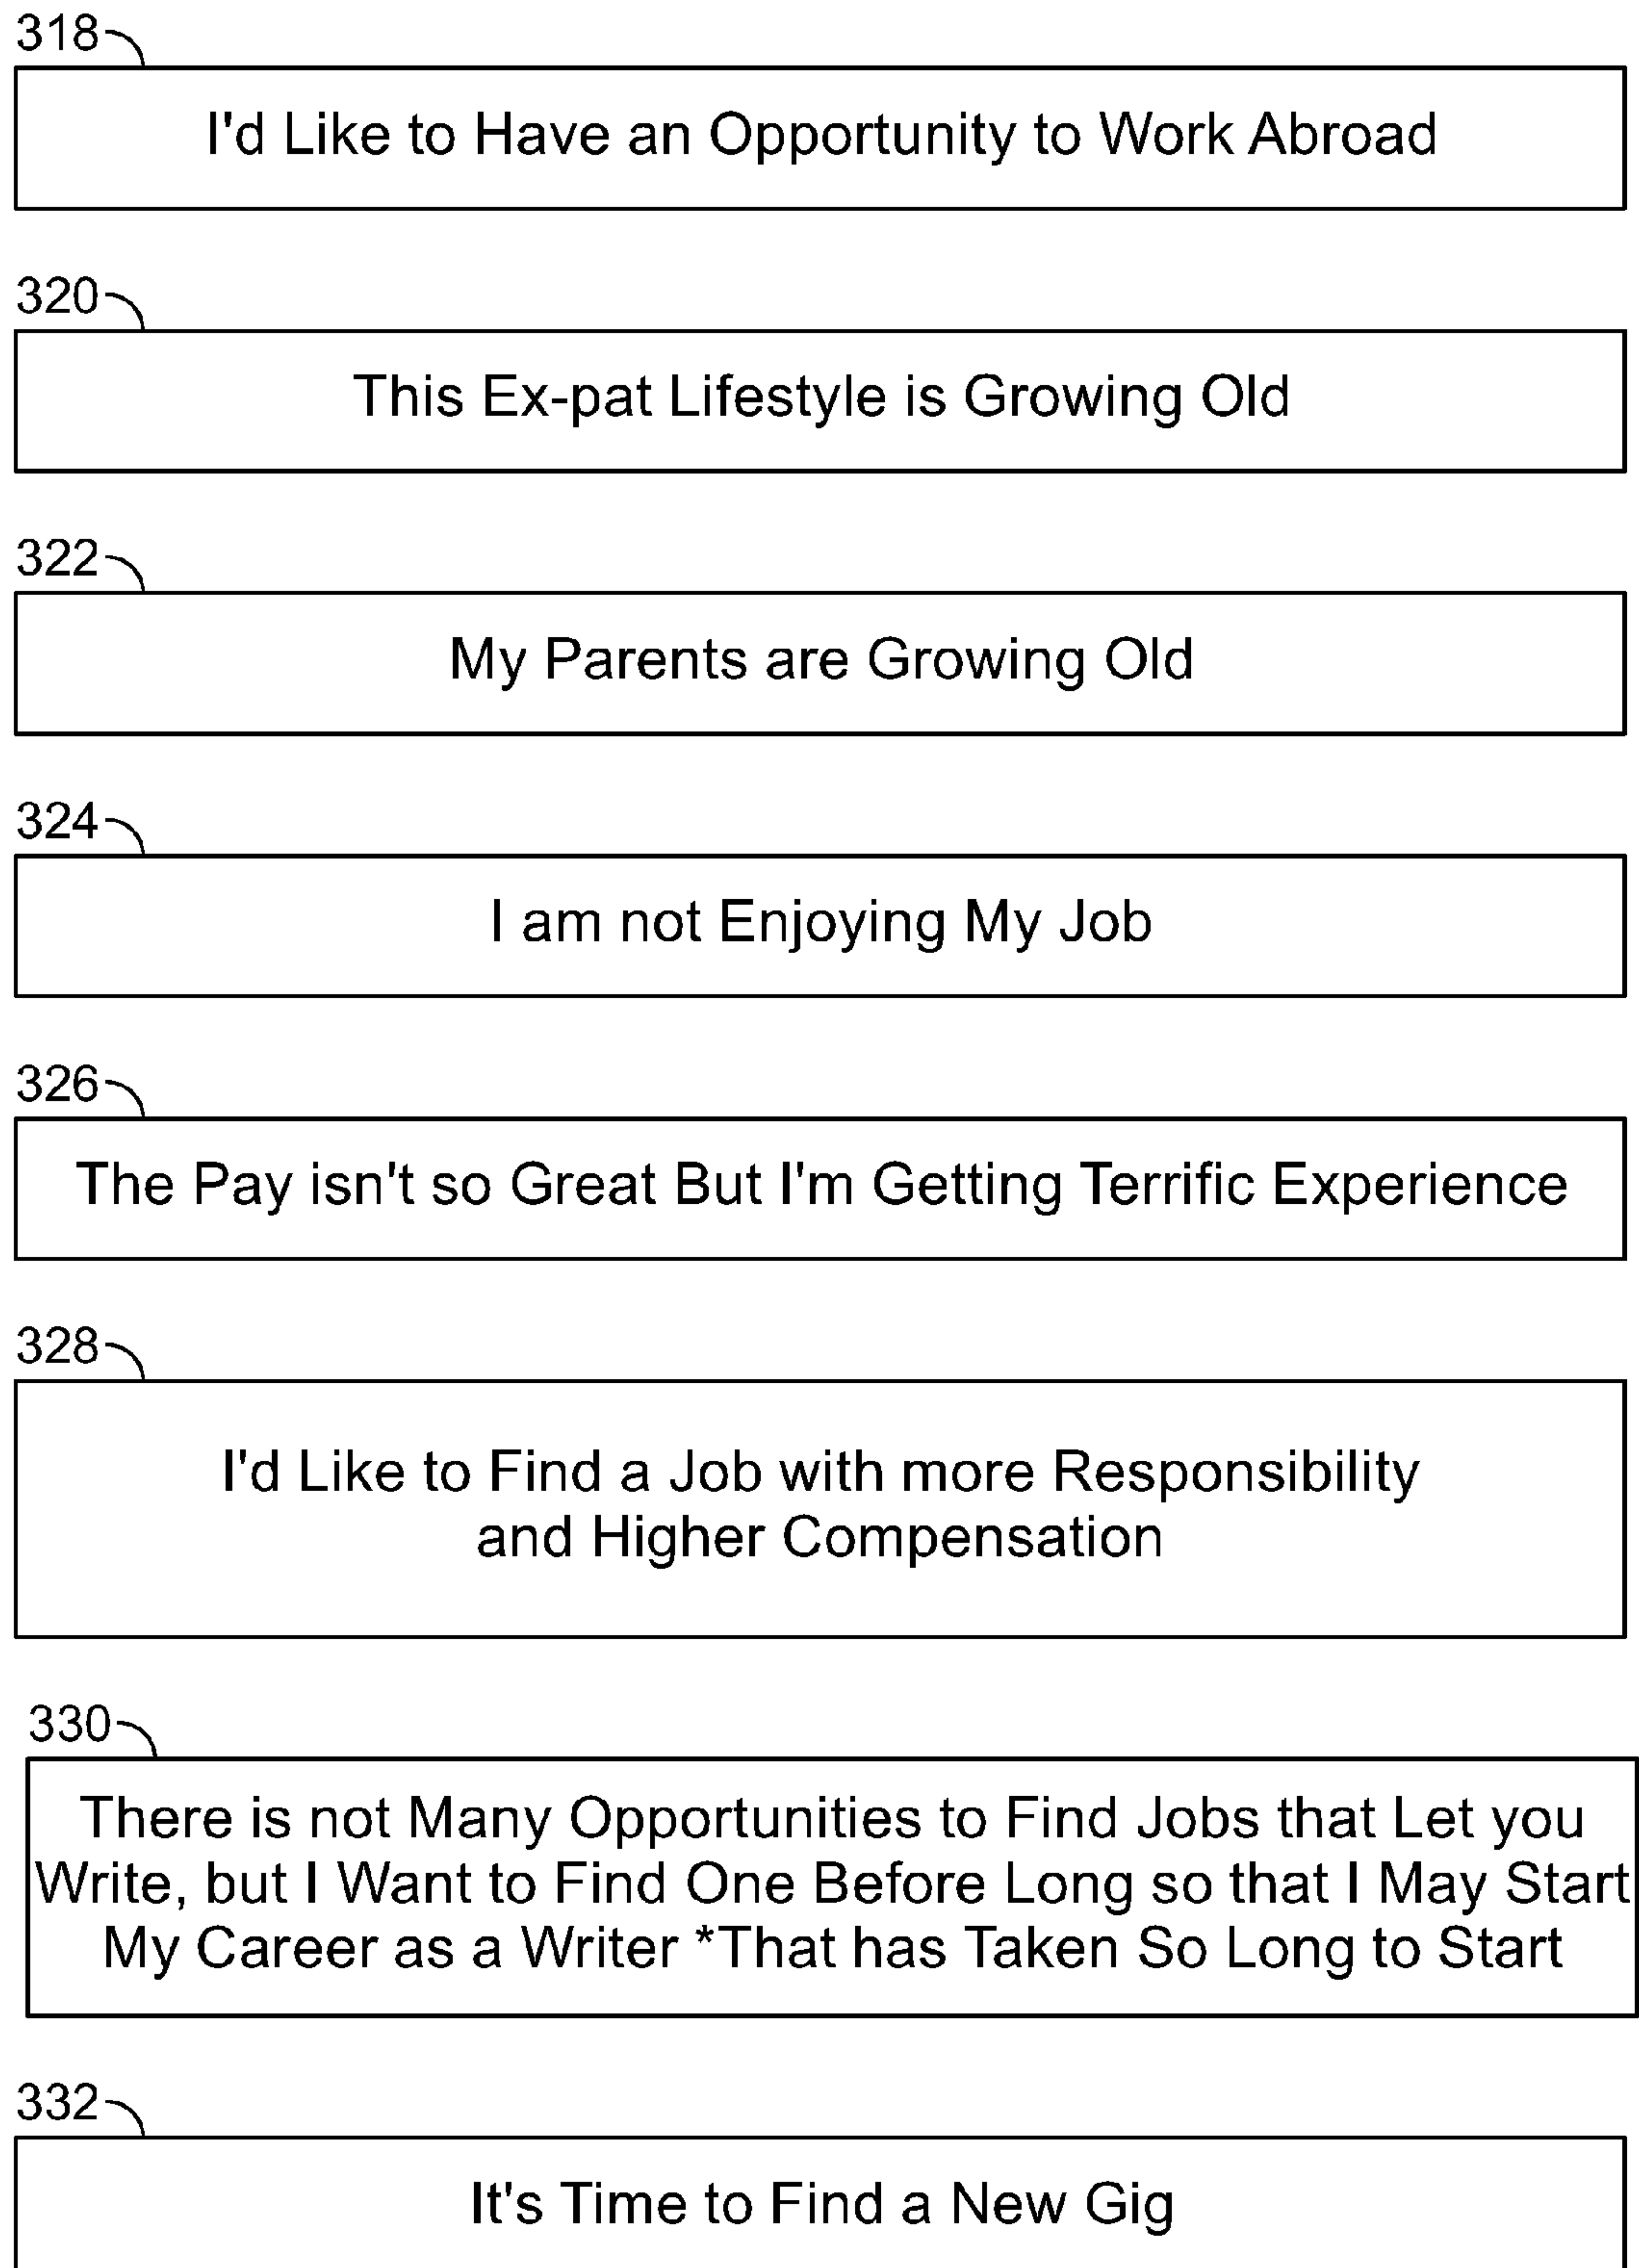 318
I'd Like to Have an Opportunity to Work Abroad
320
This Ex-pat Lifestyle is Growing Old
322
My Parents are Growing Old
324
I am not Enjoying My Job
326
The Pay isn't so Great But I'm Getting Terrific Experience
328
I'd Like to Find a Job with more Responsibility
and Higher Compensation
330
There is not Many Opportunities to Find Jobs that Let you
Write, but I Want to Find One Before Long so that I May Start
My Career as a Writer *That has Taken So Long to Start
332
It's Time to Find a New Gig